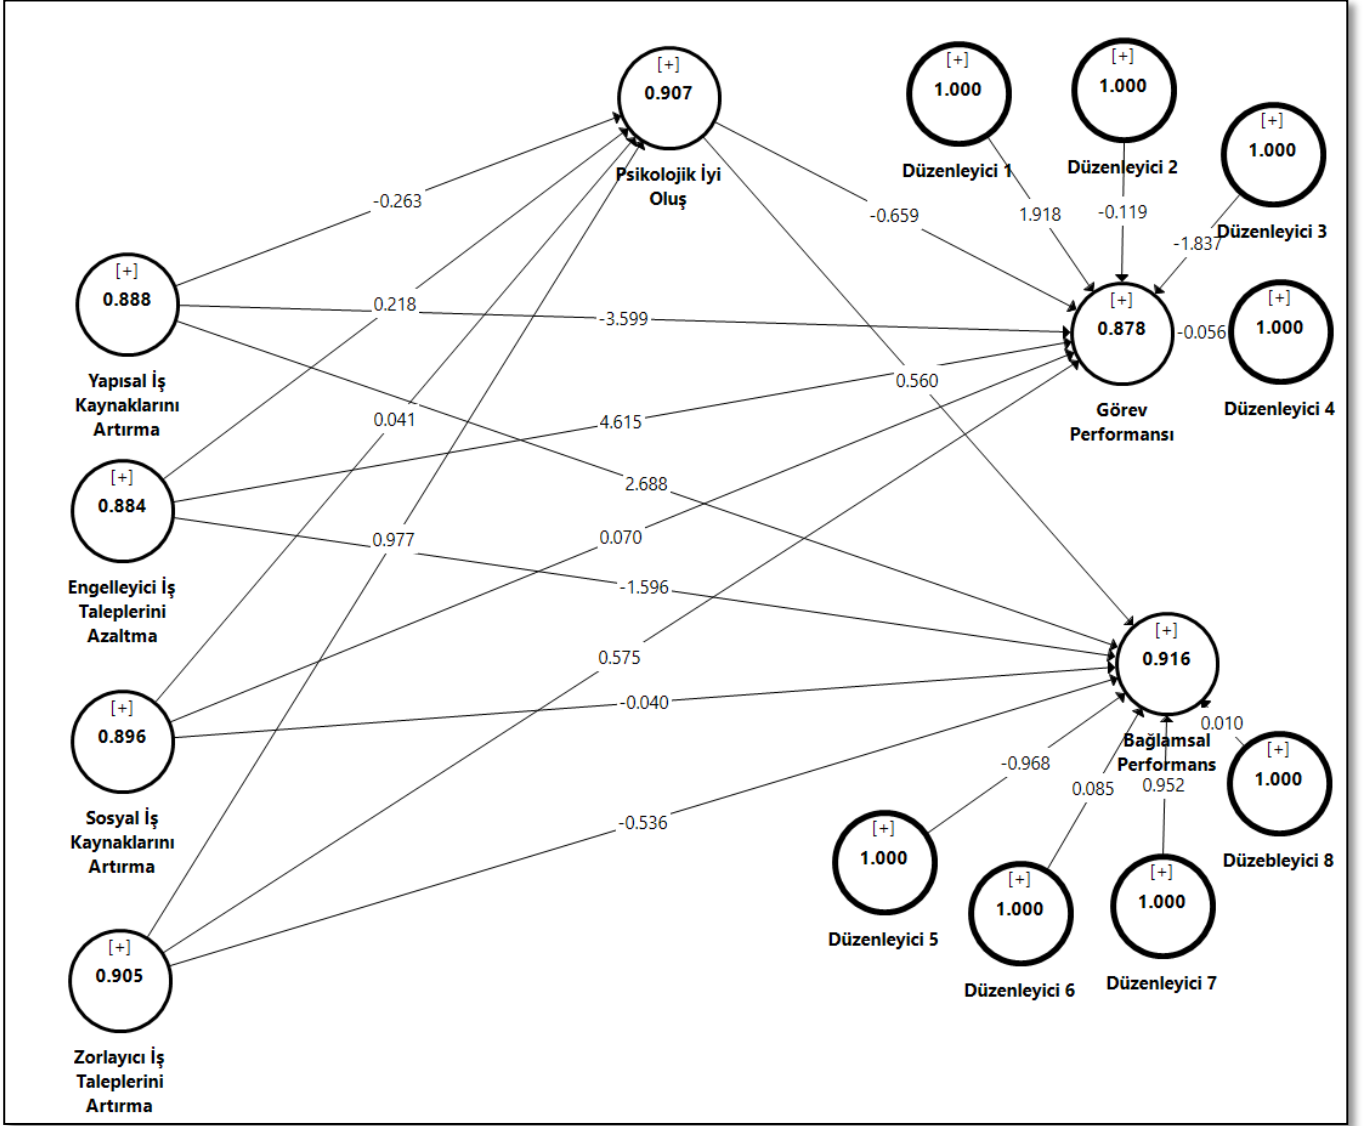 [+]
0.907
Psikolojik İyi
Oluş
[+]
1.000
Düzenleyici 1
[+]
1.000
Düzenleyici 2
[+]
1.000
Düzenleyici 3
[+]
1.000
Düzenleyici 4
[+]
0.888
Yapısal İş
Kaynaklarını
Artırma
[+]
0.884
Engelleyici İş
Taleplerini
Azaltma
[+]
0.896
Sosyal İş
Kaynaklarını
Artırma
[+]
0.905
Zorlayıcı İş
Taleplerini
Artırma
-0.263
0.218
0.041
0.977
-3.599
4.615
2.688
0.070
-1.596
0.575
-0.040
-0.536
-0.659
0.560
1.918
-0.119
-1.837
-0.056
[+]
0.878
Görev
Performansı
[+]
0.916
Bağlamsal
Performans
-0.968
0.085
0.952
0.010
[+]
1.000
Düzenleyici 5
[+]
1.000
Düzenleyici 6
[+]
1.000
Düzenleyici 7
[+]
1.000
Düzebleyici 8